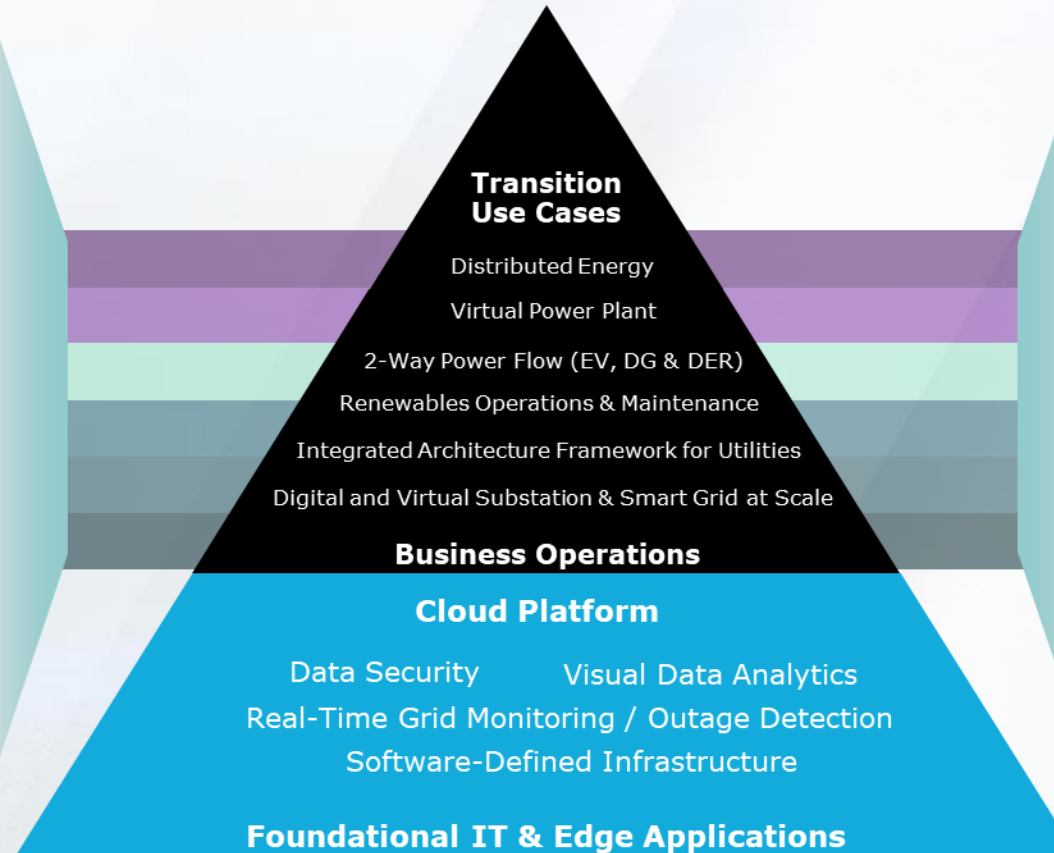 Transition
Use Cases
Distributed Energy
Virtual Power Plant
2-Way Power Flow (EV, DG & DER)
Renewables Operations & Maintenance
Integrated Architecture Framework for Utilities
Digital and Virtual Substation & Smart Grid at Scale
Business Operations
Cloud Platform
Data Security Visual Data Analytics
Real-Time Grid Monitoring / Outage Detection
Software-Defined Infrastructure
Foundational IT & Edge Applications